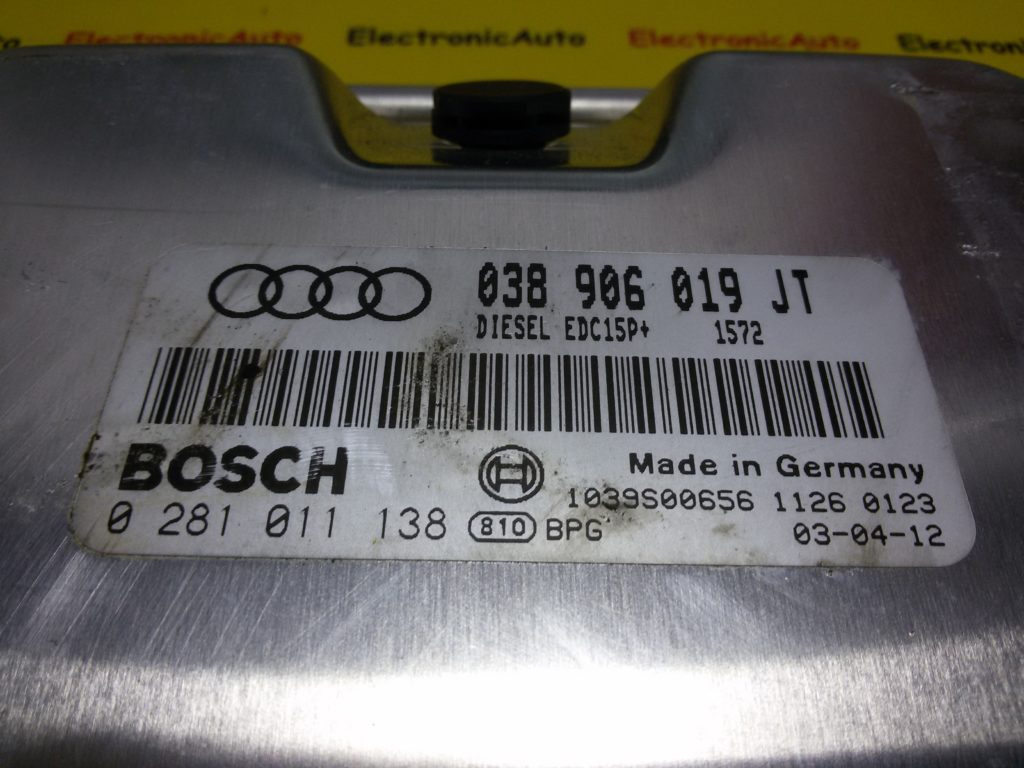 ElectronicAuto ElectronicAuto ElectronicAuto Electronic
038 906 019 JT
DIESEL EDC15P+ 1572
BOSCH
Made in Germany
1039S00656 1126 0123
0 281 011 138 810 BPG 03-04-12